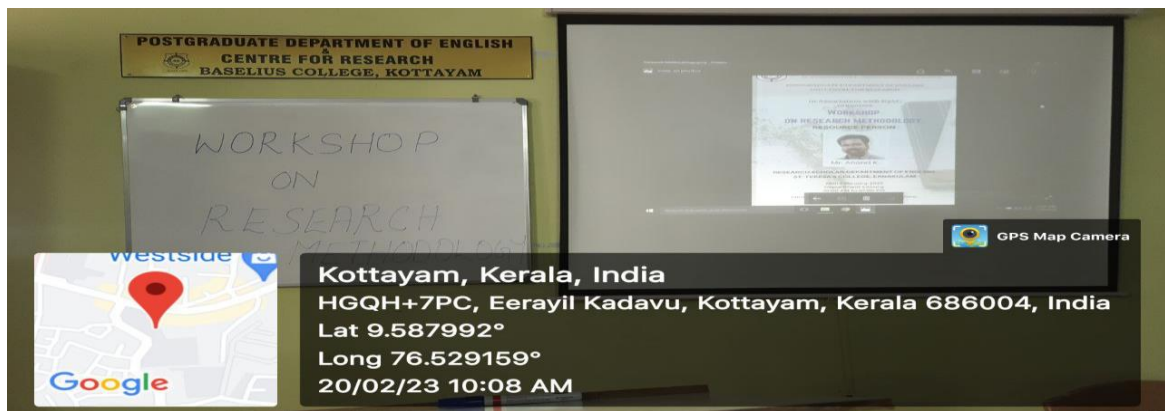 POSTGRADUATE DEPARTMENT OF ENGLISH
&
CENTRE FOR RESEARCH
BASELIUS COLLEGE, KOTTAYAM
WORKSHOP
ON
RESEARCH
METHODOLOGY
WORKSHOP
ON RESEARCH METHODOLOGY
RESOURCE PERSON
Mr.
GPS Map Camera
Westside
Google
Kottayam, Kerala, India
HGQH+7PC, Eerayil Kadavu, Kottayam, Kerala 686004, India
Lat 9.587992°
Long 76.529159°
20/02/23 10:08 AM